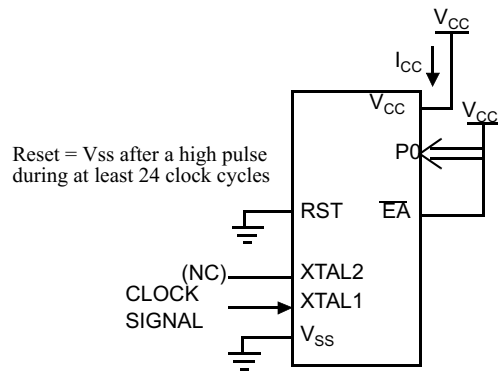 VCC
ICC
VCC
VCC
P0
Reset = Vss after a high pulse
during at least 24 clock cycles
RST
EA
(NC)
XTAL2
CLOCK
SIGNAL
XTAL1
VSS